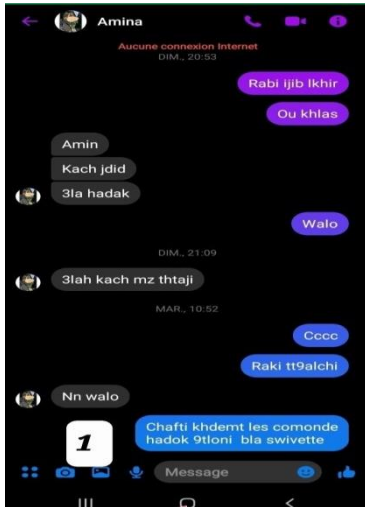 Amina
Aucune connexion Internet
DIM., 20:53
Rabi ijib lkhir
Ou khlas
Amin
Kach jdid
3la hadak
Walo
DIM., 21:09
3lah kach mz thtaji
MAR., 10:52
Cccc
Raki tt9alchi
Nn walo
Chafti khdemt les comonde
hadok 9tloni bla swivette
1
Message